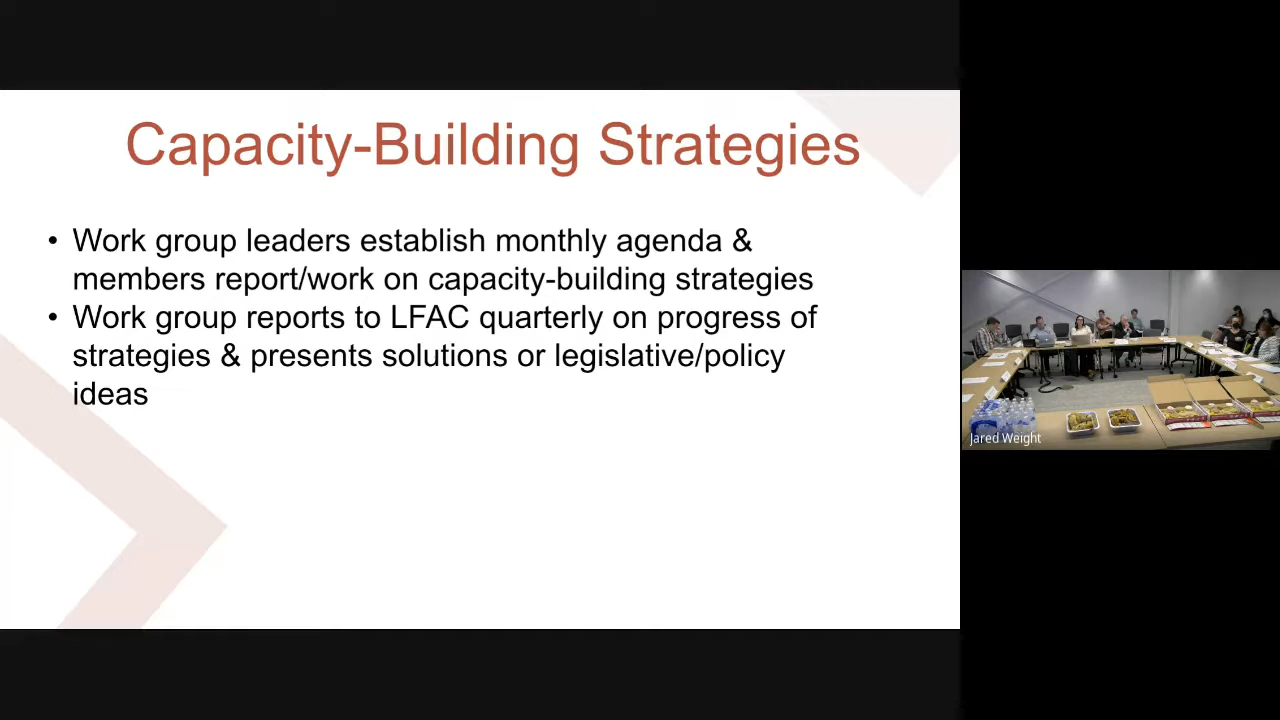 Capacity-Building Strategies
• Work group leaders establish monthly agenda &
members report/work on capacity-building strategies
• Work group reports to LFAC quarterly on progress of
strategies & presents solutions or legislative/policy
ideas
Jared Weight